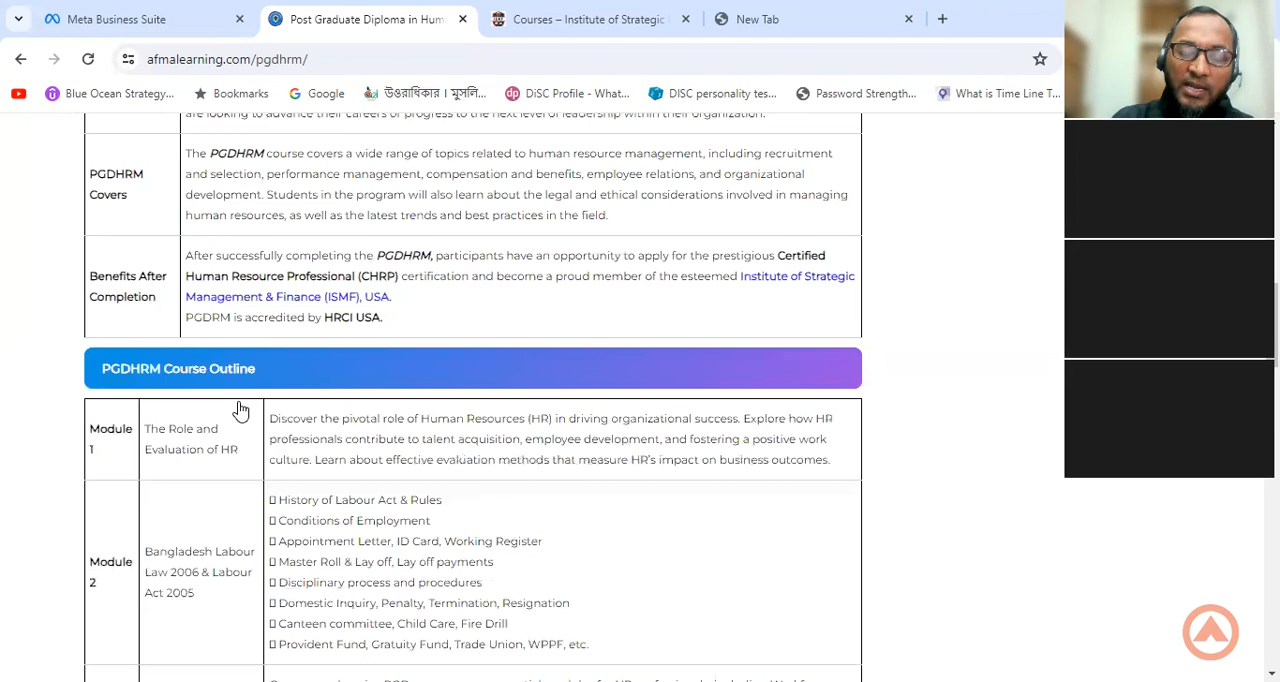 Meta Business Suite
Post Graduate Diploma in Hum
Courses – Institute of Strategic
New Tab
afmalearning.com/pgdhrm/
Blue Ocean Strategy...
Bookmarks
Google
উত্তরাধিকার । মুসলি...
DiSC Profile - What...
DISC personality tes...
Password Strength...
What is Time Line T...
are looking to advance their careers or progress to the next level of leadership within their organization.
PGDHRM
Covers
The PGDHRM course covers a wide range of topics related to human resource management, including recruitment
and selection, performance management, compensation and benefits, employee relations, and organizational
development. Students in the program will also learn about the legal and ethical considerations involved in managing
human resources, as well as the latest trends and best practices in the field.
Benefits After
Completion
After successfully completing the PGDHRM, participants have an opportunity to apply for the prestigious Certified
Human Resource Professional (CHRP) certification and become a proud member of the esteemed Institute of Strategic
Management & Finance (ISMF), USA.
PGDRM is accredited by HRCI USA.
PGDHRM Course Outline
Module
1
The Role and
Evaluation of HR
Discover the pivotal role of Human Resources (HR) in driving organizational success. Explore how HR
professionals contribute to talent acquisition, employee development, and fostering a positive work
culture. Learn about effective evaluation methods that measure HR's impact on business outcomes.
Module
2
Bangladesh Labour
Law 2006 & Labour
Act 2005
History of Labour Act & Rules
Conditions of Employment
Appointment Letter, ID Card, Working Register
Master Roll & Lay off, Lay off payments
Disciplinary process and procedures
Domestic Inquiry, Penalty, Termination, Resignation
Canteen committee, Child Care, Fire Drill
Provident Fund, Gratuity Fund, Trade Union, WPPF, etc.